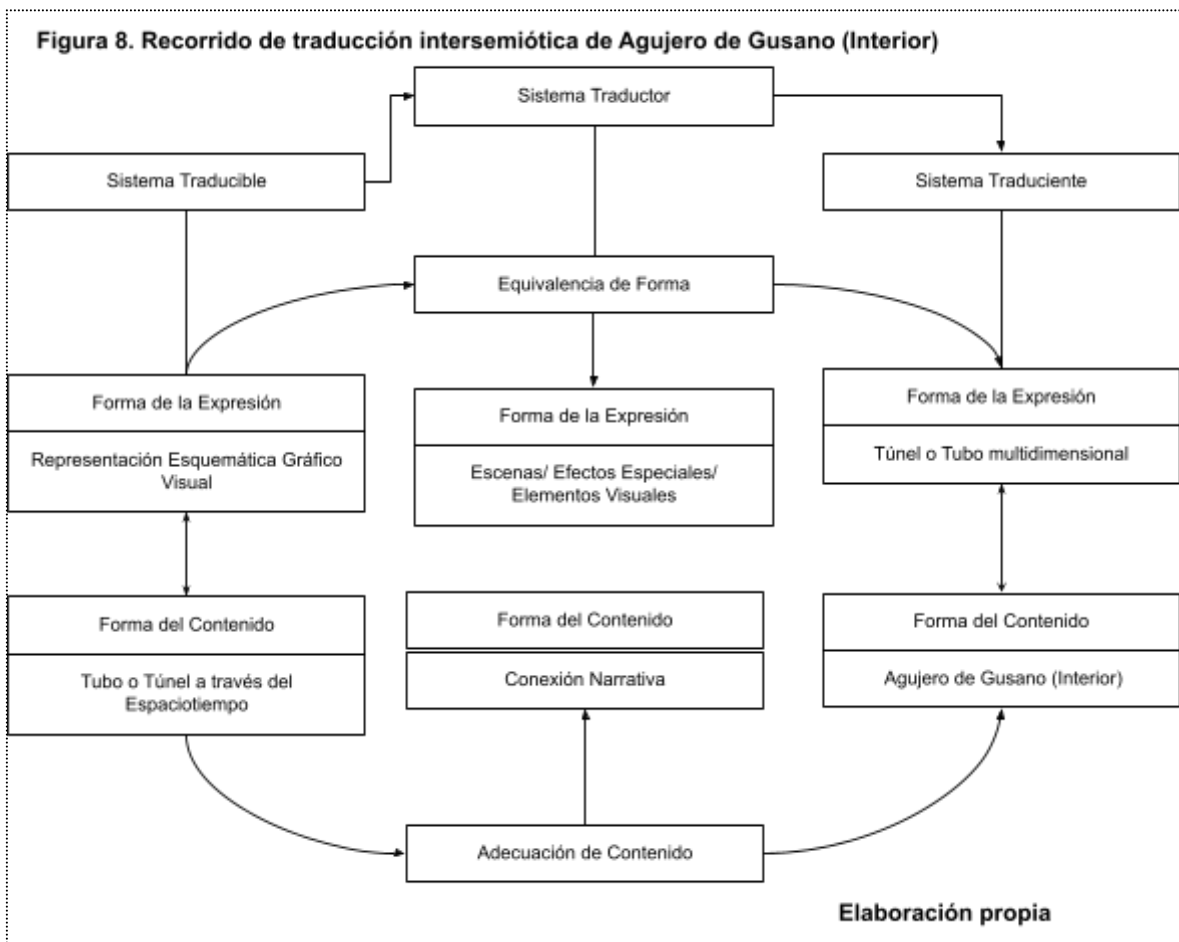 Figura 8. Recorrido de traducción intersemiótica de Agujero de Gusano (Interior)
Sistema Traductor
Sistema Traducible
Sistema Traduciente
Equivalencia de Forma
Forma de la Expresión
Representación Esquemática Gráfico
Visual
Forma de la Expresión
Escenas/ Efectos Especiales/
Elementos Visuales
Forma de la Expresión
Túnel o Tubo multidimensional
Forma del Contenido
Tubo o Túnel a través del
Espaciotiempo
Forma del Contenido
Conexión Narrativa
Forma del Contenido
Agujero de Gusano (Interior)
Adecuación de Contenido
Elaboración propia